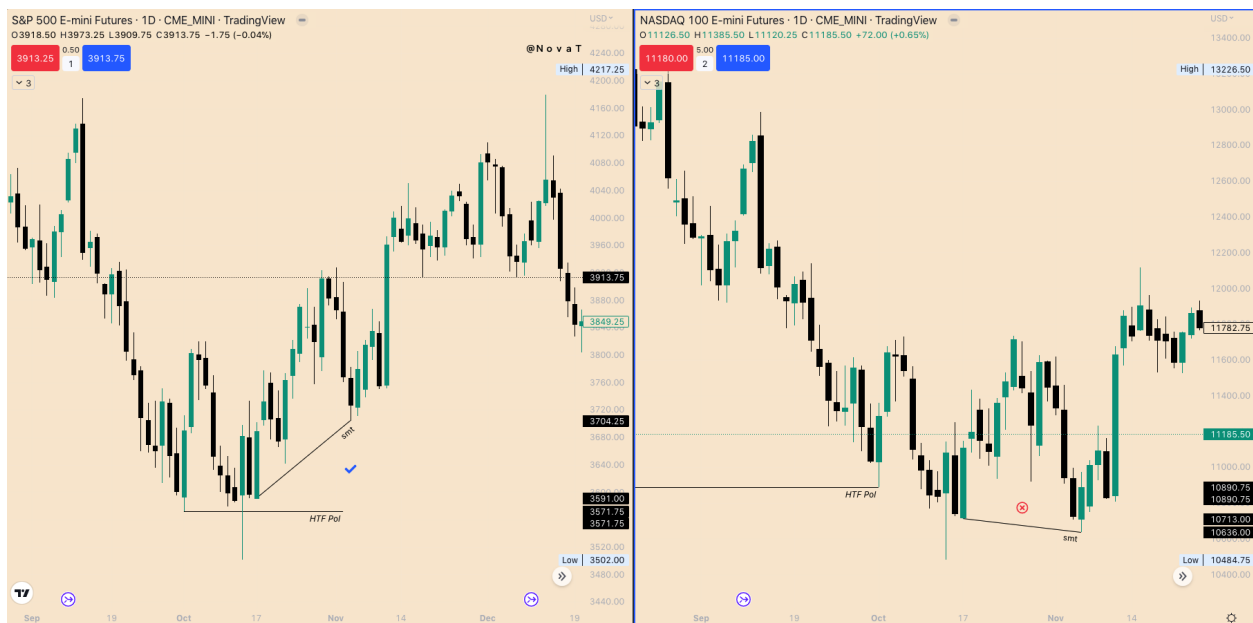 S&P 500 E-mini Futures · 1D · CME_MINI · TradingView
O3918.50 H3973.25 L3909.75 C3913.75 −1.75 (−0.04%)
3913.25
0.50
1
3913.75
3
@NovaT
USD
4240.00
High 4217.25
4200.00
4160.00
4120.00
4080.00
4040.00
4000.00
3960.00
3913.75
3880.00
3849.25
3800.00
3760.00
3704.25
3680.00
3640.00
3591.00
3571.75
3571.75
3520.00
Low 3502.00
3480.00
3440.00
smt
HTF PoI
Sep 19 Oct 17 Nov 14 Dec 19
NASDAQ 100 E-mini Futures · 1D · CME_MINI · TradingView
O11126.50 H11385.50 L11120.25 C11185.50 +72.00 (+0.65%)
11180.00
5.00
2
11185.00
3
USD
13400.00
High 13226.50
13000.00
12800.00
12600.00
12400.00
12200.00
12000.00
11782.75
11600.00
11400.00
11185.50
11000.00
10890.75
10890.75
10713.00
10636.00
Low 10484.75
10400.00
HTF PoI
smt
Sep 19 Oct 17 Nov 14